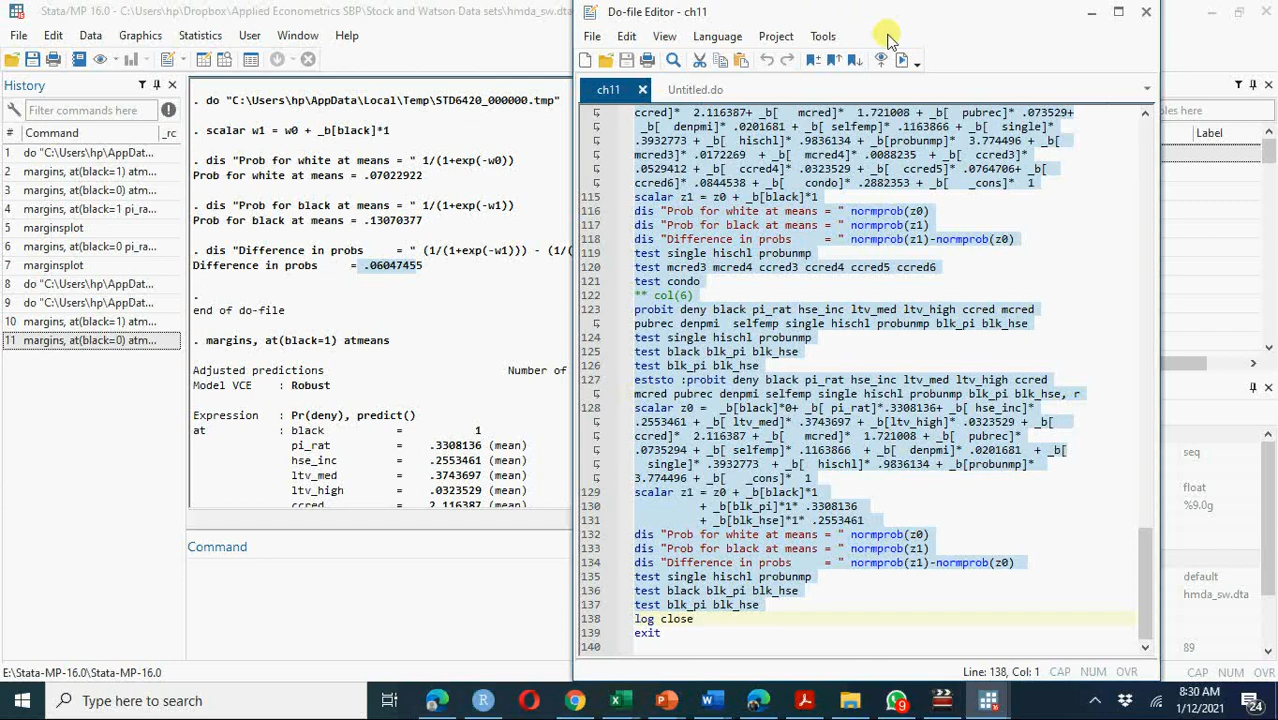 Stata/MP 16.0 - C:\Users\hp\Dropbox\Applied Econometrics SBP\Stock and Watson Data sets\hmda_sw.dta
File Edit Data Graphics Statistics User Window Help
History
Filter commands here
# Command _rc
1 do "C:\Users\hp\AppDat...
2 margins, at(black=1) atm...
3 margins, at(black=0) atm...
4 margins, at(black=1 pi_ra...
5 marginsplot
6 margins, at(black=0 pi_ra...
7 marginsplot
8 do "C:\Users\hp\AppDat...
9 do "C:\Users\hp\AppDat...
10 margins, at(black=1) atm...
11 margins, at(black=0) atm...
. do "C:\Users\hp\AppData\Local\Temp\STD6420_000000.tmp"
. scalar w1 = w0 + _b[black]*1
. dis "Prob for white at means = " 1/(1+exp(-w0))
Prob for white at means = .07022922
. dis "Prob for black at means = " 1/(1+exp(-w1))
Prob for black at means = .13070377
. dis "Difference in probs     = " (1/(1+exp(-w1))) - (1/(
Difference in probs     = .06047455
.
end of do-file
. margins, at(black=1) atmeans
Adjusted predictions Number of
Model VCE : Robust
Expression : Pr(deny), predict()
at : black = 1
pi_rat = .3308136 (mean)
hse_inc = .2553461 (mean)
ltv_med = .3743697 (mean)
ltv_high = .0323529 (mean)
ccred = 2.116387 (mean)
Command
E:\Stata-MP-16.0\Stata-MP-16.0
Do-file Editor - ch11
File Edit View Language Project Tools
ch11 Untitled.do
ccred]* 2.116387+ _b[ mcred]* 1.721008 + _b[ pubrec]* .073529+
_b[ denpmi]* .0201681 + _b[ selfemp]* .1163866 + _b[ single]*
.3932773 + _b[ hischl]* .9836134 + _b[probunmp]* 3.774496 + _b[
mcred3]* .0172269 + _b[ mcred4]* .0088235 + _b[ ccred3]*
.0529412 + _b[ ccred4]* .0323529 + _b[ ccred5]* .0764706+ _b[
ccred6]* .0844538 + _b[ condo]* .2882353 + _b[ _cons]* 1
115 scalar z1 = z0 + _b[black]*1
116 dis "Prob for white at means = " normprob(z0)
117 dis "Prob for black at means = " normprob(z1)
118 dis "Difference in probs     = " normprob(z1)-normprob(z0)
119 test single hischl probunmp
120 test mcred3 mcred4 ccred3 ccred4 ccred5 ccred6
121 test condo
122 ** col(6)
123 probit deny black pi_rat hse_inc ltv_med ltv_high ccred mcred
pubrec denpmi selfemp single hischl probunmp blk_pi blk_hse
124 test single hischl probunmp
125 test black blk_pi blk_hse
126 test blk_pi blk_hse
127 eststo :probit deny black pi_rat hse_inc ltv_med ltv_high ccred
mcred pubrec denpmi selfemp single hischl probunmp blk_pi blk_hse, r
128 scalar z0 = _b[black]*0+ _b[ pi_rat]*.3308136+ _b[ hse_inc]*
.2553461 + _b[ ltv_med]* .3743697 + _b[ltv_high]* .0323529 + _b[
ccred]* 2.116387 + _b[ mcred]* 1.721008 + _b[ pubrec]*
.0735294 + _b[ selfemp]* .1163866 + _b[ denpmi]* .0201681 + _b[
single]* .3932773 + _b[ hischl]* .9836134 + _b[probunmp]*
3.774496 + _b[ _cons]* 1
129 scalar z1 = z0 + _b[black]*1
130 + _b[blk_pi]*1* .3308136
131 + _b[blk_hse]*1* .2553461
132 dis "Prob for white at means = " normprob(z0)
133 dis "Prob for black at means = " normprob(z1)
134 dis "Difference in probs     = " normprob(z1)-normprob(z0)
135 test single hischl probunmp
136 test black blk_pi blk_hse
137 test blk_pi blk_hse
138 log close
139 exit
140
Line: 138, Col: 1 CAP NUM OVR
les here
Label
seq
float
%9.0g
default
hmda_sw.dta
89
CAP NUM OVR
Type here to search
9
8:30 AM
1/12/2021
24